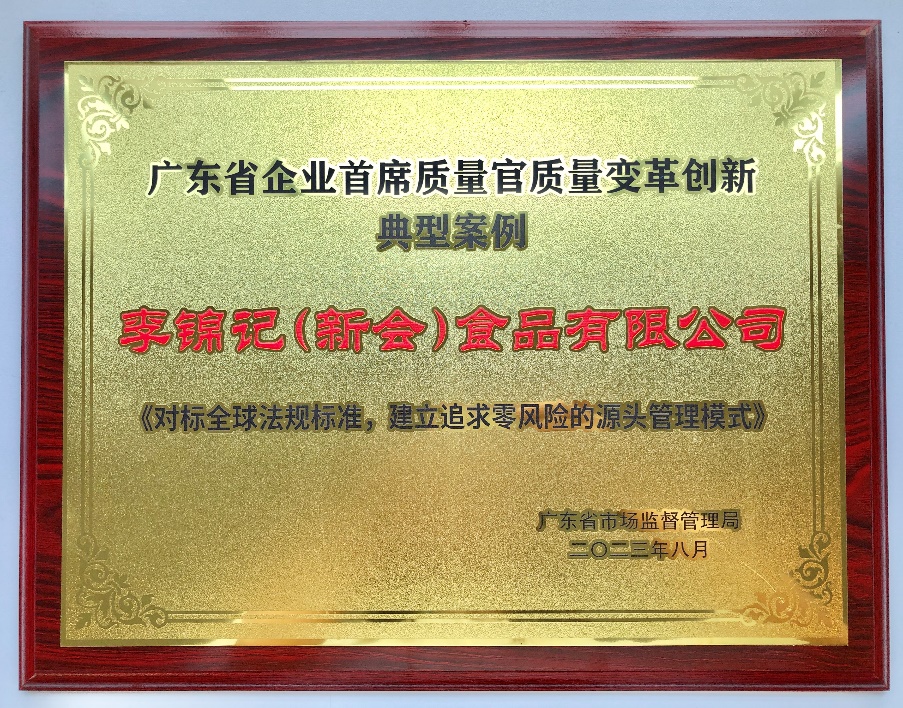 广东省企业首席质量官质量变革创新
典型案例
李锦记(新会)食品有限公司
《对标全球法规标准，建立追求零风险的源头管理模式》
广东省市场监督管理局
二〇二三年八月